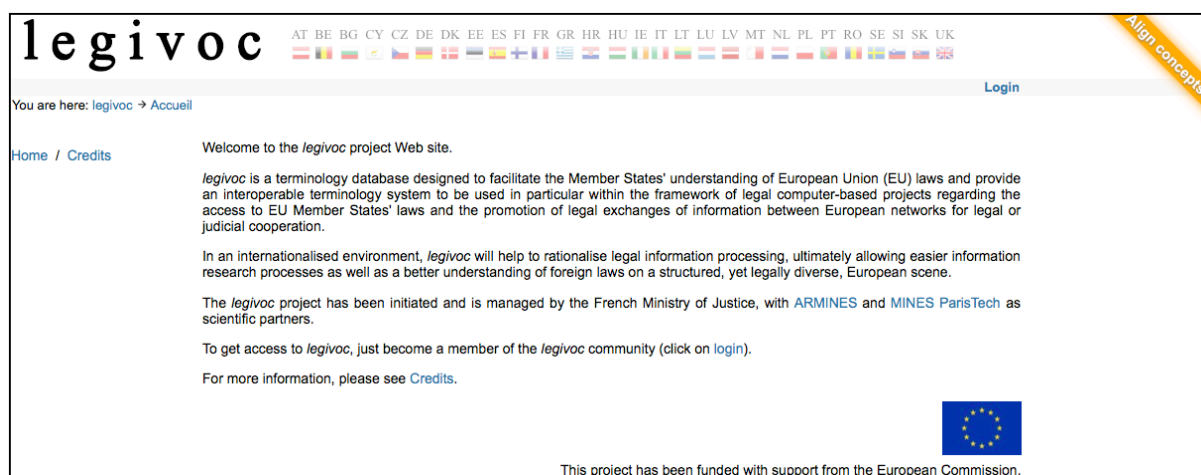 legivoc AT BE BG CY CZ DE DK EE ES FI FR GR HR HU IE IT LT LU LV MT NL PL PT RO SE SI SK UK
Align concepts
Login
You are here: legivoc → Accueil
Home / Credits
Welcome to the legivoc project Web site.
legivoc is a terminology database designed to facilitate the Member States' understanding of European Union (EU) laws and provide
an interoperable terminology system to be used in particular within the framework of legal computer-based projects regarding the
access to EU Member States' laws and the promotion of legal exchanges of information between European networks for legal or
judicial cooperation.
In an internationalised environment, legivoc will help to rationalise legal information processing, ultimately allowing easier information
research processes as well as a better understanding of foreign laws on a structured, yet legally diverse, European scene.
The legivoc project has been initiated and is managed by the French Ministry of Justice, with ARMINES and MINES ParisTech as
scientific partners.
To get access to legivoc, just become a member of the legivoc community (click on login).
For more information, please see Credits.
This project has been funded with support from the European Commission.